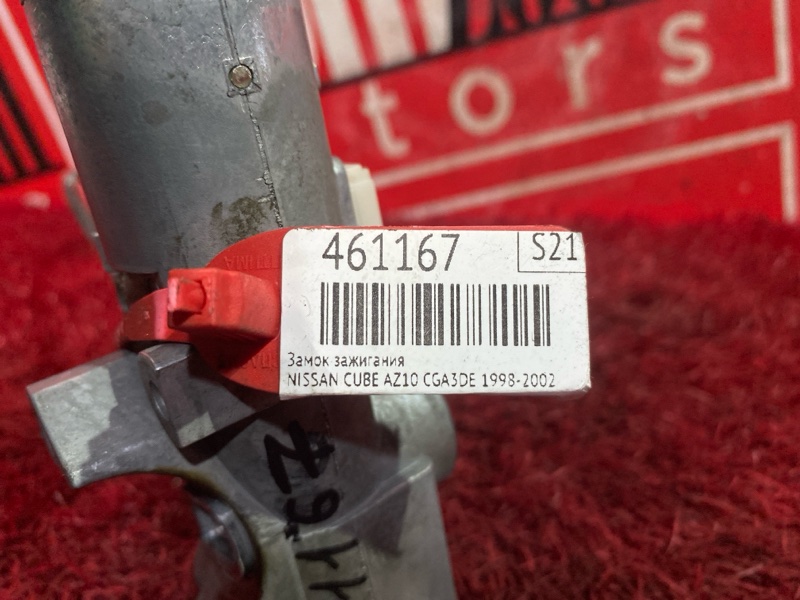 tors
461167
S21
Замок зажигания
NISSAN CUBE AZ10 CGA3DE 1998-2002